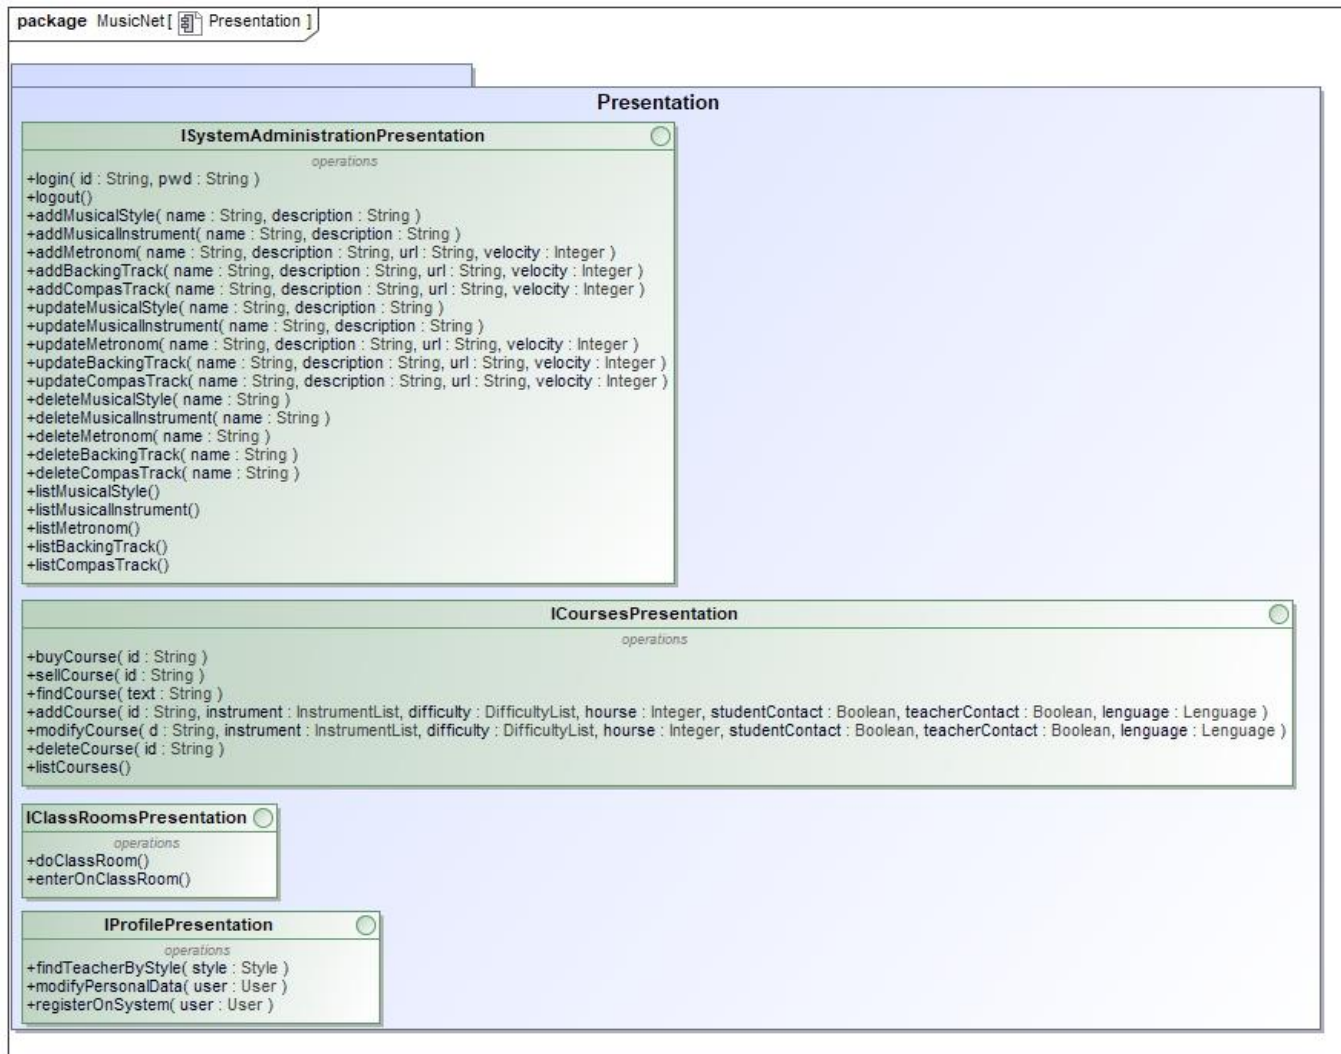 package MusicNet [ Presentation ]
Presentation
ISystemAdministrationPresentation
operations
+login( id : String, pwd : String )
+logout()
+addMusicalStyle( name : String, description : String )
+addMusicalInstrument( name : String, description : String )
+addMetronom( name : String, description : String, url : String, velocity : Integer )
+addBackingTrack( name : String, description : String, url : String, velocity : Integer )
+addCompasTrack( name : String, description : String, url : String, velocity : Integer )
+updateMusicalStyle( name : String, description : String )
+updateMusicalInstrument( name : String, description : String )
+updateMetronom( name : String, description : String, url : String, velocity : Integer )
+updateBackingTrack( name : String, description : String, url : String, velocity : Integer )
+updateCompasTrack( name : String, description : String, url : String, velocity : Integer )
+deleteMusicalStyle( name : String )
+deleteMusicalInstrument( name : String )
+deleteMetronom( name : String )
+deleteBackingTrack( name : String )
+deleteCompasTrack( name : String )
+listMusicalStyle()
+listMusicalInstrument()
+listMetronom()
+listBackingTrack()
+listCompasTrack()
ICoursesPresentation
operations
+buyCourse( id : String )
+sellCourse( id : String )
+findCourse( text : String )
+addCourse( id : String, instrument : InstrumentList, difficulty : DifficultyList, hourse : Integer, studentContact : Boolean, teacherContact : Boolean, lenguage : Lenguage )
+modifyCourse( d : String, instrument : InstrumentList, difficulty : DifficultyList, hourse : Integer, studentContact : Boolean, teacherContact : Boolean, lenguage : Lenguage )
+deleteCourse( id : String )
+listCourses()
IClassRoomsPresentation
operations
+doClassRoom()
+enterOnClassRoom()
IProfilePresentation
operations
+findTeacherByStyle( style : Style )
+modifyPersonalData( user : User )
+registerOnSystem( user : User )